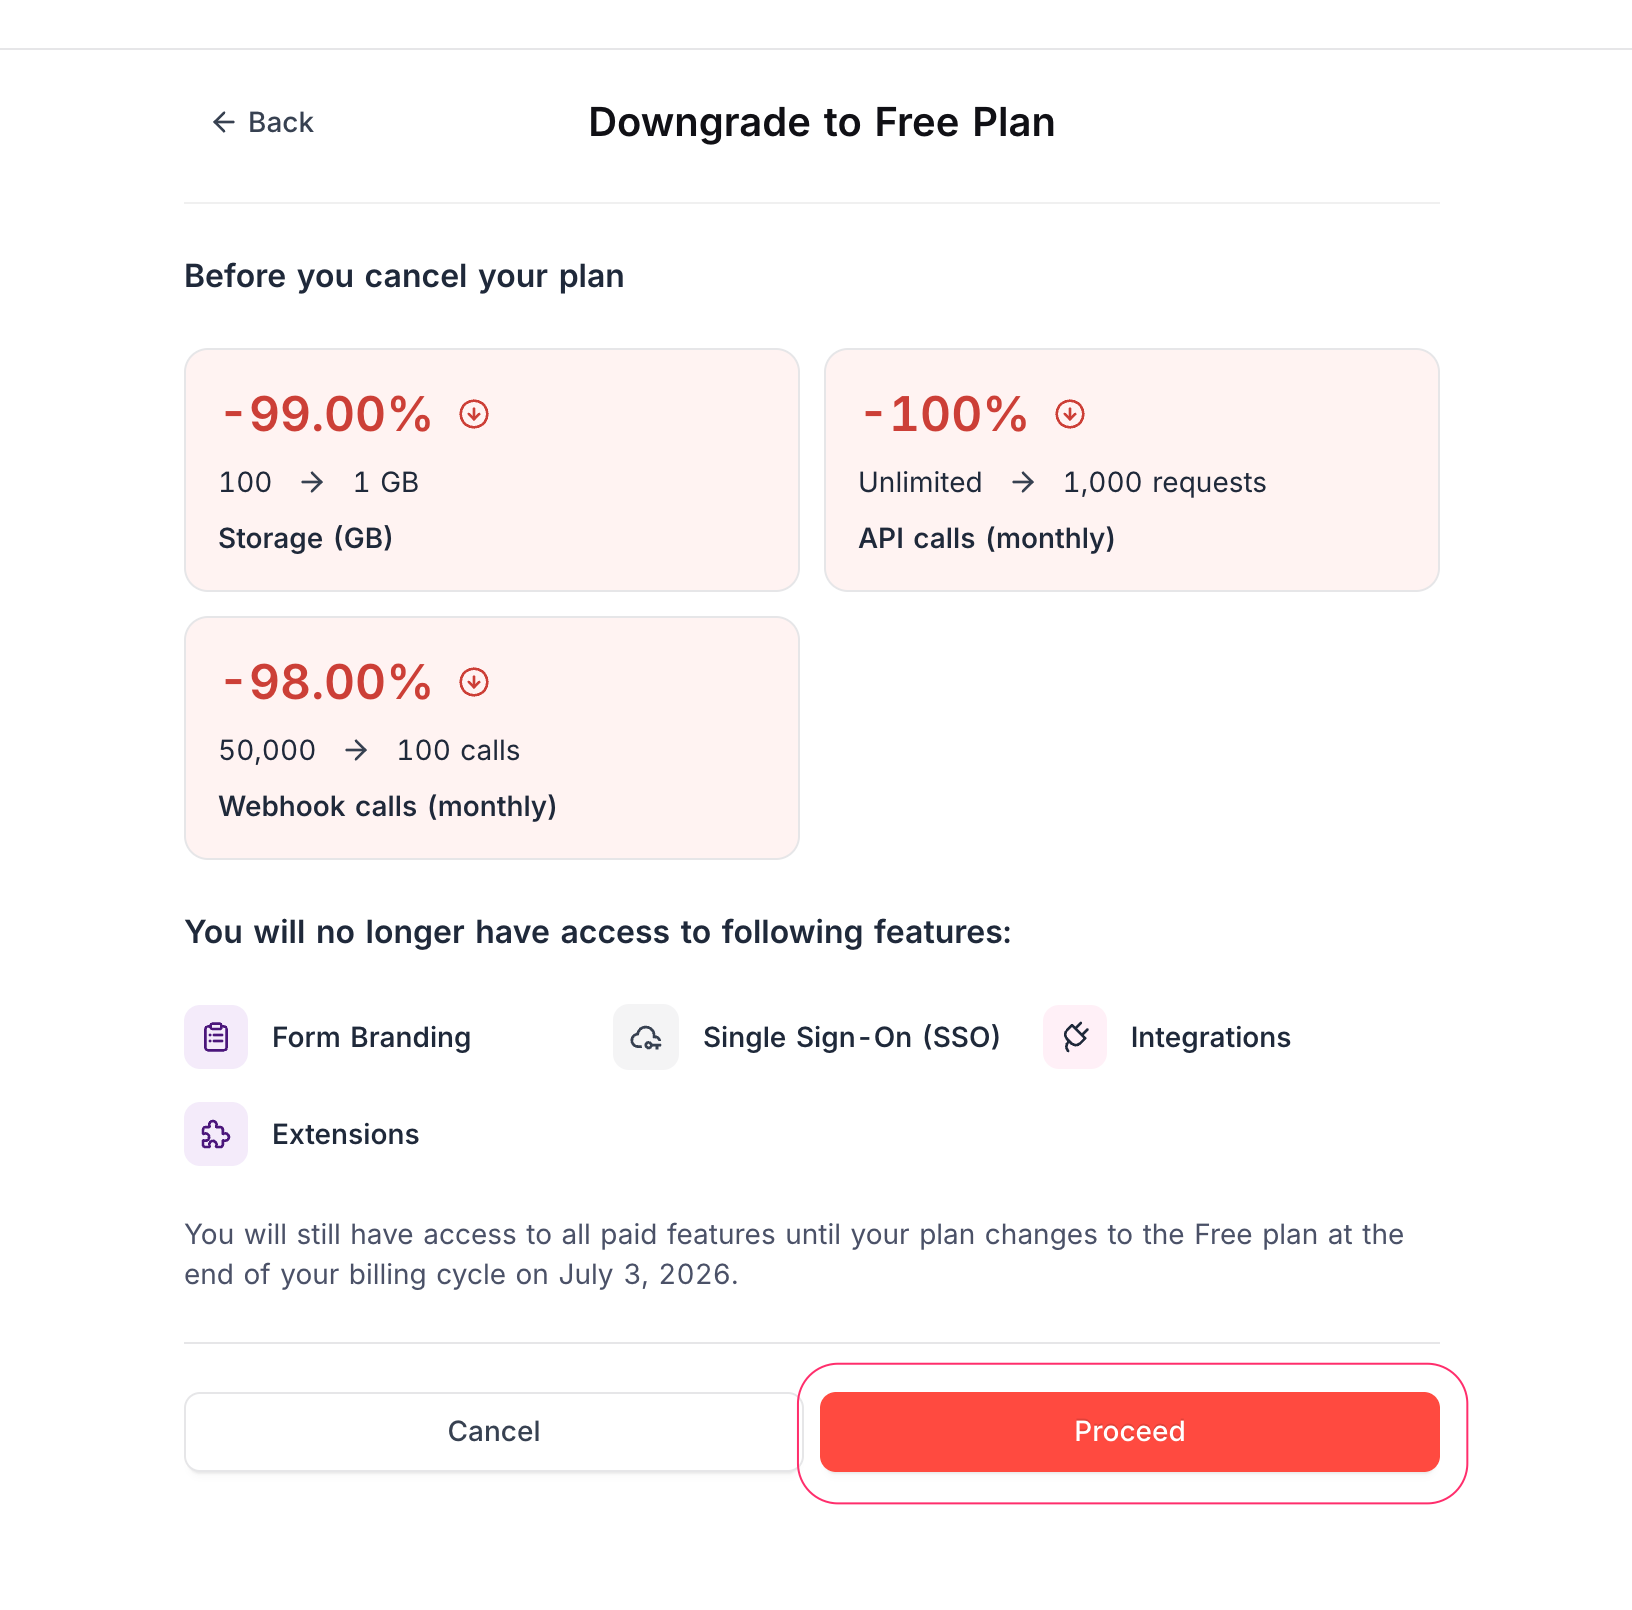 Back
Downgrade to Free Plan
Before you cancel your plan
-99.00%
100 → 1 GB
Storage (GB)
-100%
Unlimited → 1,000 requests
API calls (monthly)
-98.00%
50,000 → 100 calls
Webhook calls (monthly)
You will no longer have access to following features:
Form Branding
Single Sign-On (SSO)
Integrations
Extensions
You will still have access to all paid features until your plan changes to the Free plan at the
end of your billing cycle on July 3, 2026.
Cancel
Proceed